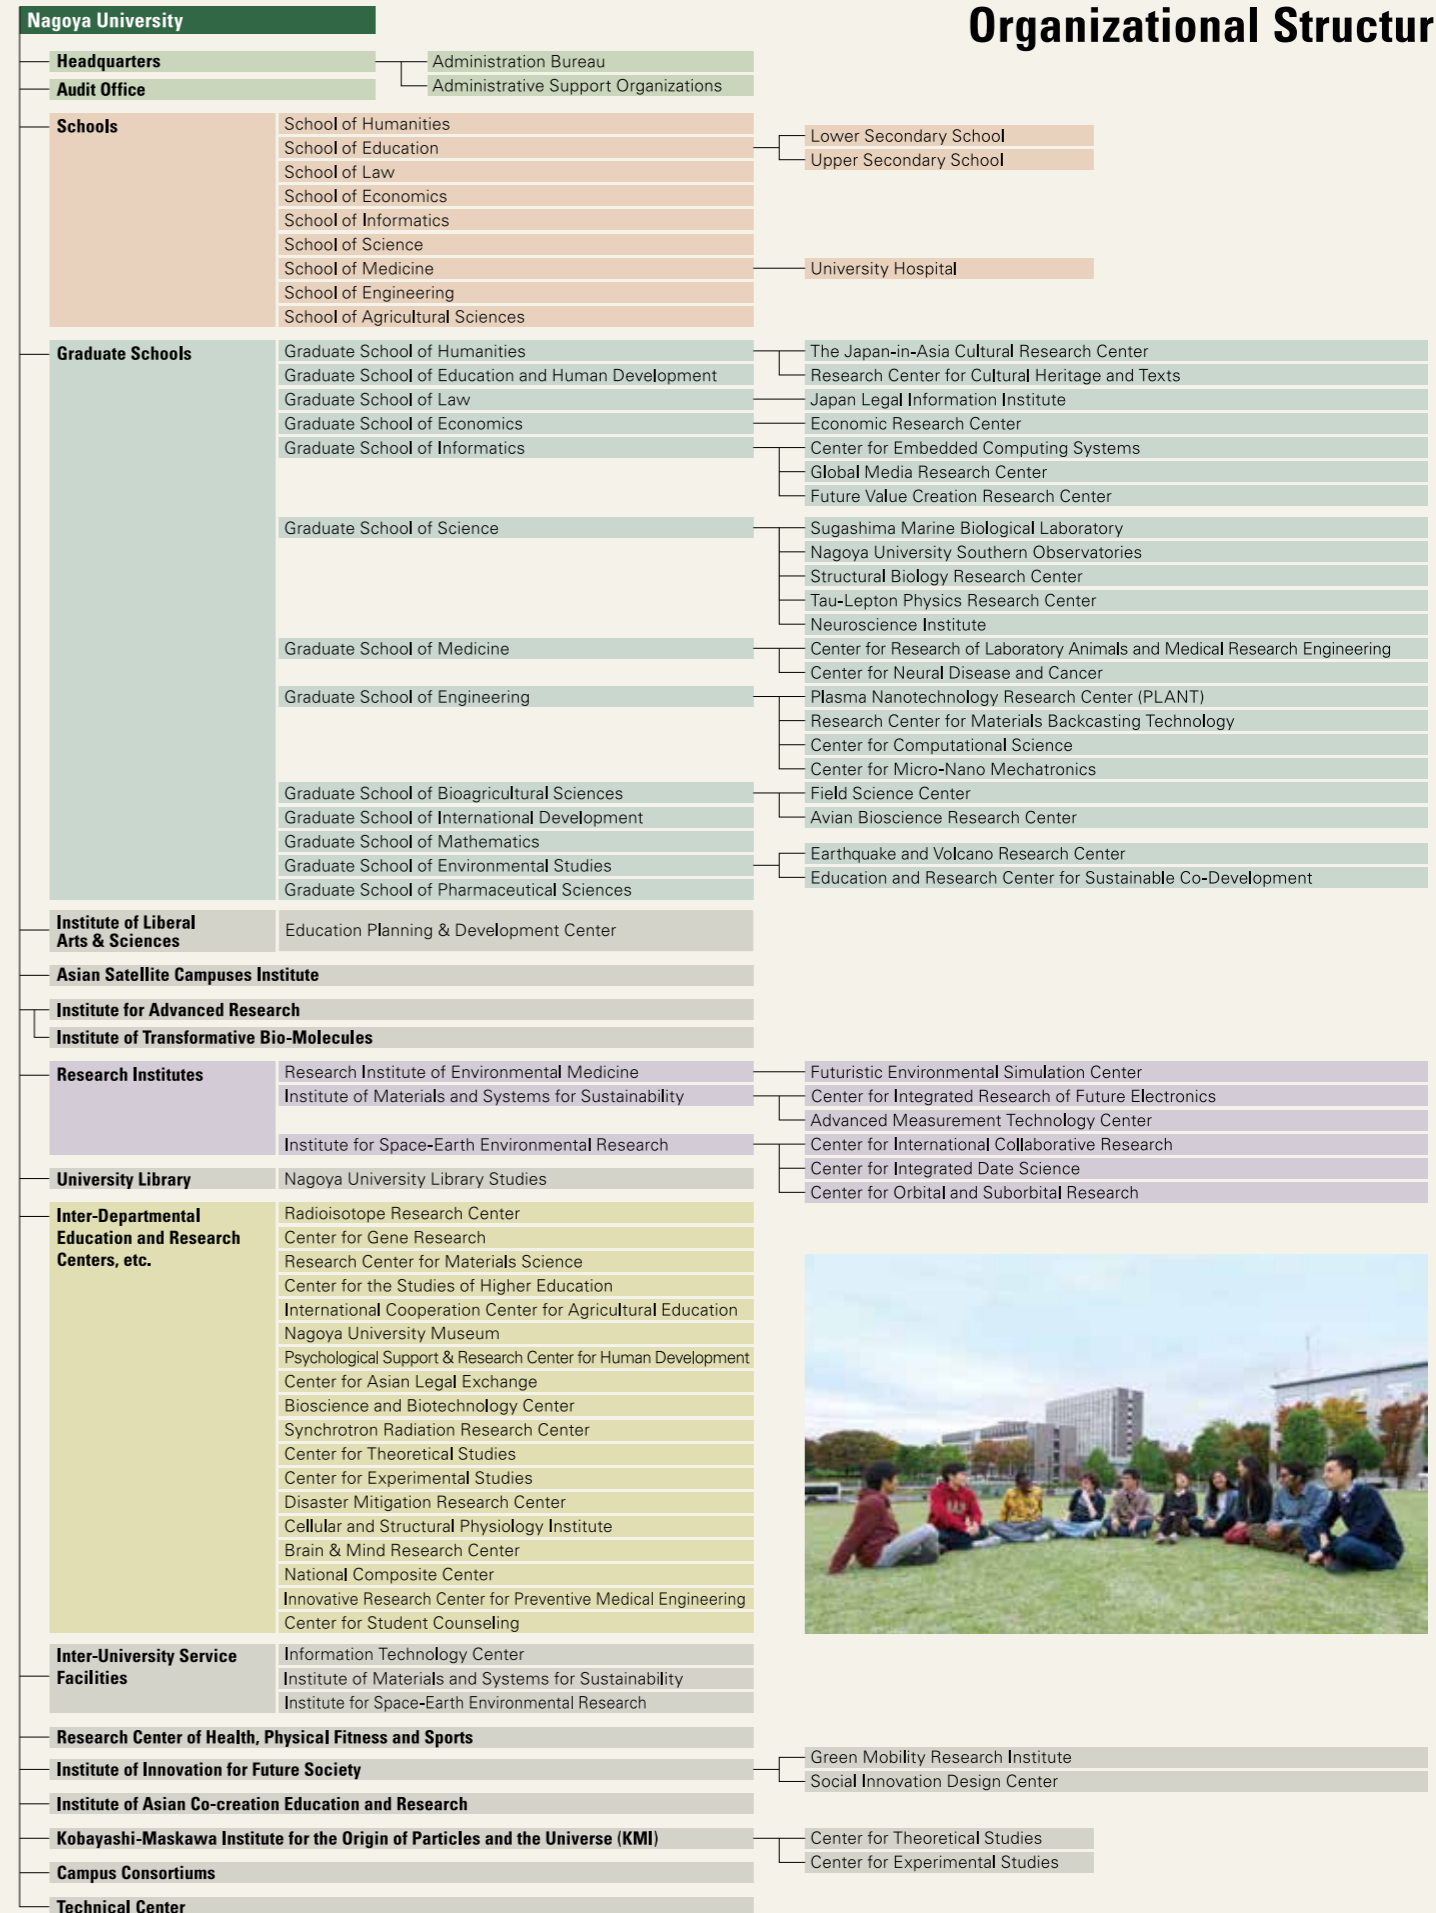 Nagoya University
Organizational Structur
Headquarters
Administration Bureau
Audit Office
Administrative Support Organizations
Schools
School of Humanities
School of Education
Lower Secondary School
Upper Secondary School
School of Law
School of Economics
School of Informatics
School of Science
School of Medicine
University Hospital
School of Engineering
School of Agricultural Sciences
Graduate Schools
Graduate School of Humanities
The Japan-in-Asia Cultural Research Center
Graduate School of Education and Human Development
Research Center for Cultural Heritage and Texts
Graduate School of Law
Japan Legal Information Institute
Graduate School of Economics
Economic Research Center
Graduate School of Informatics
Center for Embedded Computing Systems
Global Media Research Center
Future Value Creation Research Center
Graduate School of Science
Sugashima Marine Biological Laboratory
Nagoya University Southern Observatories
Structural Biology Research Center
Tau-Lepton Physics Research Center
Neuroscience Institute
Graduate School of Medicine
Center for Research of Laboratory Animals and Medical Research Engineering
Center for Neural Disease and Cancer
Graduate School of Engineering
Plasma Nanotechnology Research Center (PLANT)
Research Center for Materials Backcasting Technology
Center for Computational Science
Center for Micro-Nano Mechatronics
Graduate School of Bioagricultural Sciences
Field Science Center
Graduate School of International Development
Avian Bioscience Research Center
Graduate School of Mathematics
Graduate School of Environmental Studies
Earthquake and Volcano Research Center
Education and Research Center for Sustainable Co-Development
Graduate School of Pharmaceutical Sciences
Institute of Liberal
Arts & Sciences
Education Planning & Development Center
Asian Satellite Campuses Institute
Institute for Advanced Research
Institute of Transformative Bio-Molecules
Research Institutes
Research Institute of Environmental Medicine
Futuristic Environmental Simulation Center
Institute of Materials and Systems for Sustainability
Center for Integrated Research of Future Electronics
Advanced Measurement Technology Center
Institute for Space-Earth Environmental Research
Center for International Collaborative Research
Center for Integrated Date Science
Center for Orbital and Suborbital Research
University Library
Nagoya University Library Studies
Inter-Departmental
Education and Research
Centers, etc.
Radioisotope Research Center
Center for Gene Research
Research Center for Materials Science
Center for the Studies of Higher Education
International Cooperation Center for Agricultural Education
Nagoya University Museum
Psychological Support & Research Center for Human Development
Center for Asian Legal Exchange
Bioscience and Biotechnology Center
Synchrotron Radiation Research Center
Center for Theoretical Studies
Center for Experimental Studies
Disaster Mitigation Research Center
Cellular and Structural Physiology Institute
Brain & Mind Research Center
National Composite Center
Innovative Research Center for Preventive Medical Engineering
Center for Student Counseling
Inter-University Service
Facilities
Information Technology Center
Institute of Materials and Systems for Sustainability
Institute for Space-Earth Environmental Research
Research Center of Health, Physical Fitness and Sports
Institute of Innovation for Future Society
Green Mobility Research Institute
Social Innovation Design Center
Institute of Asian Co-creation Education and Research
Kobayashi-Maskawa Institute for the Origin of Particles and the Universe (KMI)
Center for Theoretical Studies
Center for Experimental Studies
Campus Consortiums
Technical Center